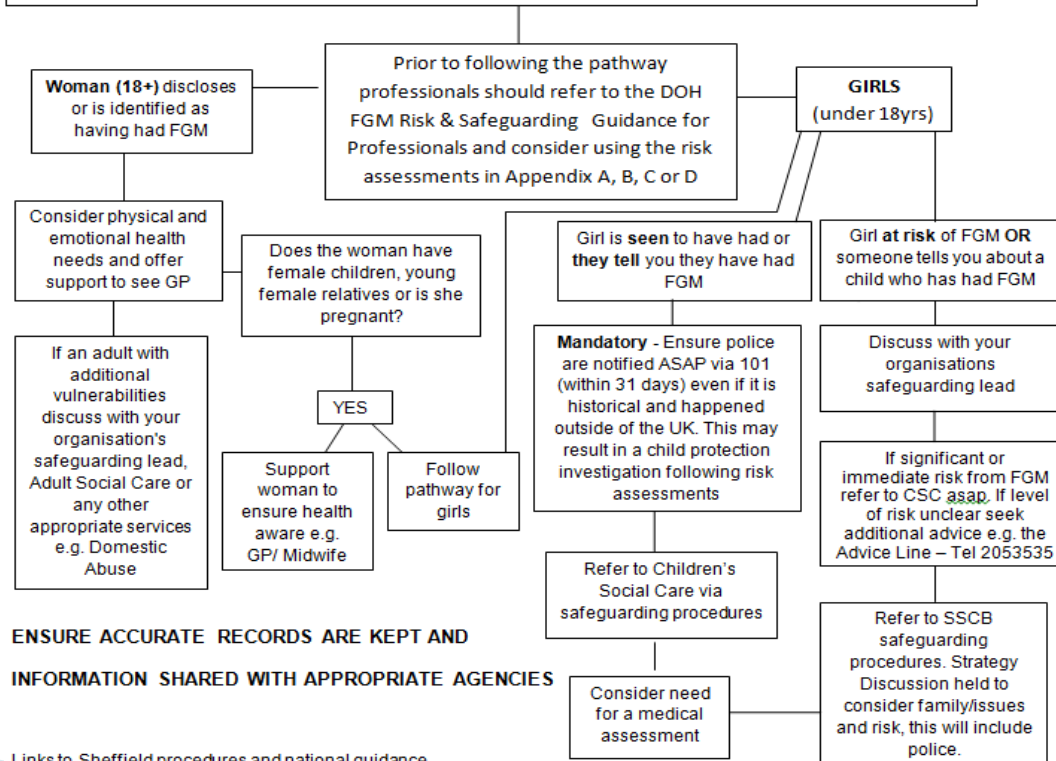 Prior to following the pathway
professionals should refer to the DOH
FGM Risk & Safeguarding Guidance for
Professionals and consider using the risk
assessments in Appendix A, B, C or D
Woman (18+) discloses
or is identified as
having had FGM
GIRLS
(under 18yrs)
Consider physical and
emotional health
needs and offer
support to see GP
Does the woman have
female children, young
female relatives or is she
pregnant?
Girl is seen to have had or
they tell you they have had
FGM
Girl at risk of FGM OR
someone tells you about a
child who has had FGM
If an adult with
additional
vulnerabilities
discuss with your
organisation's
safeguarding lead,
Adult Social Care or
any other
appropriate services
e.g. Domestic
Abuse
YES
Support
woman to
ensure health
aware e.g.
GP/ Midwife
Follow
pathway for
girls
Mandatory - Ensure police
are notified ASAP via 101
(within 31 days) even if it is
historical and happened
outside of the UK. This may
result in a child protection
investigation following risk
assessments
Discuss with your
organisations
safeguarding lead
If significant or
immediate risk from FGM
refer to CSC asap. If level
of risk unclear seek
additional advice e.g. the
Advice Line – Tel 2053535
Refer to Children's
Social Care via
safeguarding procedures
Consider need
for a medical
assessment
Refer to SSCB
safeguarding
procedures. Strategy
Discussion held to
consider family/issues
and risk, this will include
police.
ENSURE ACCURATE RECORDS ARE KEPT AND
INFORMATION SHARED WITH APPROPRIATE AGENCIES
Links to Sheffield procedures and national guidance